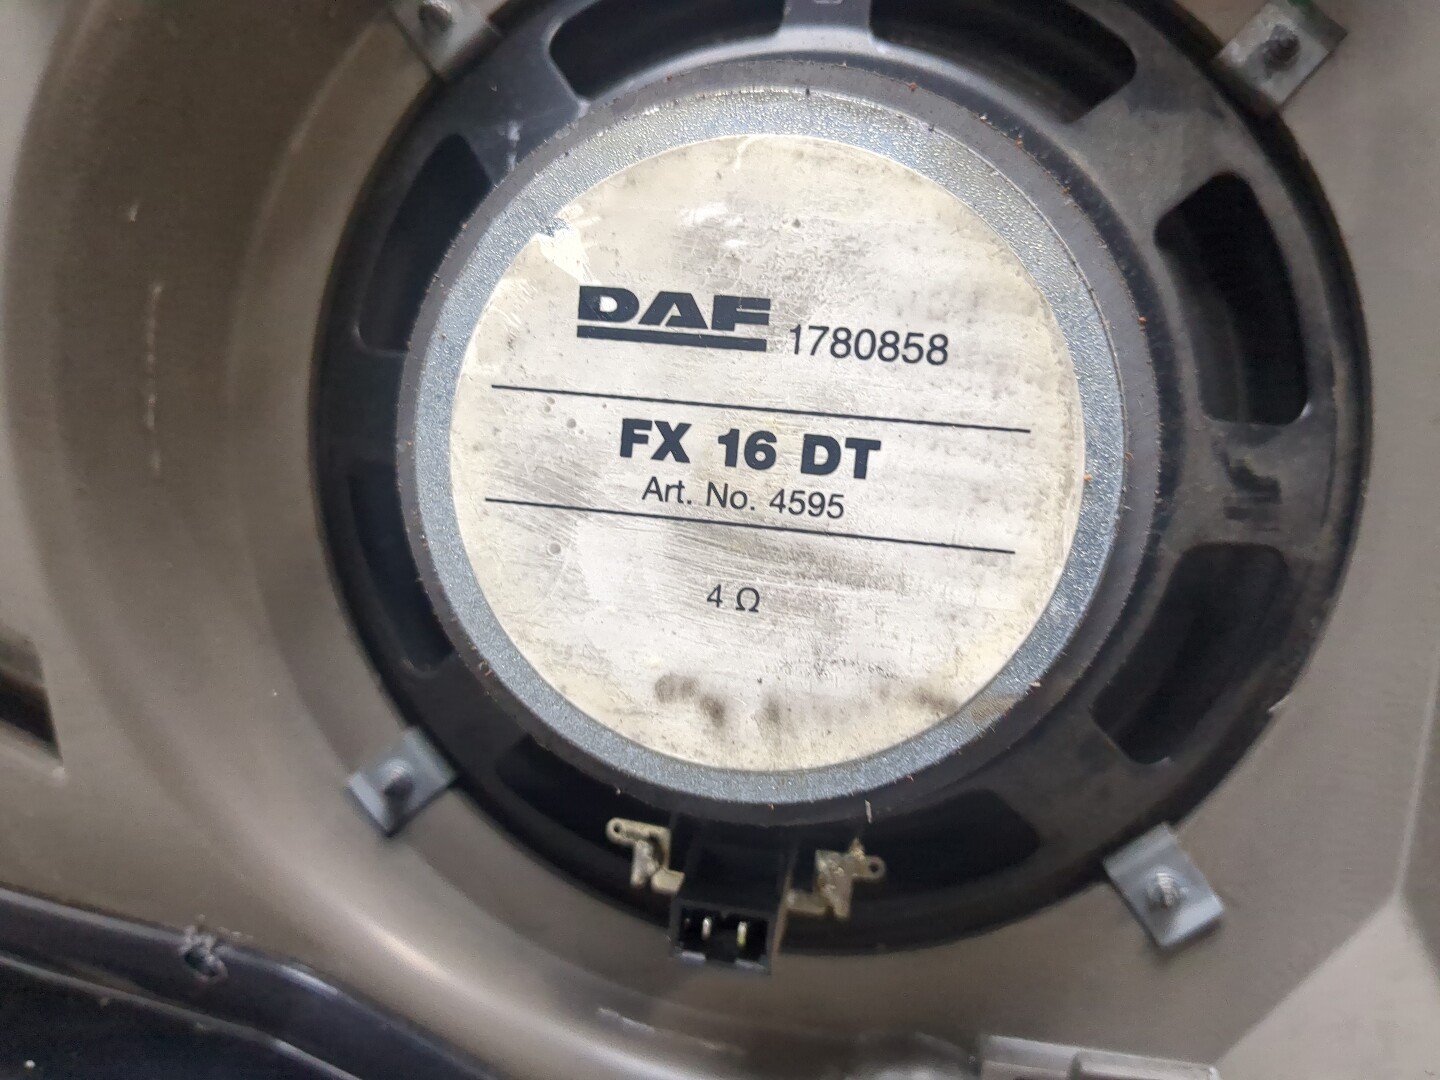 DAF 1780858
FX 16 DT
Art. No. 4595
4 Ω